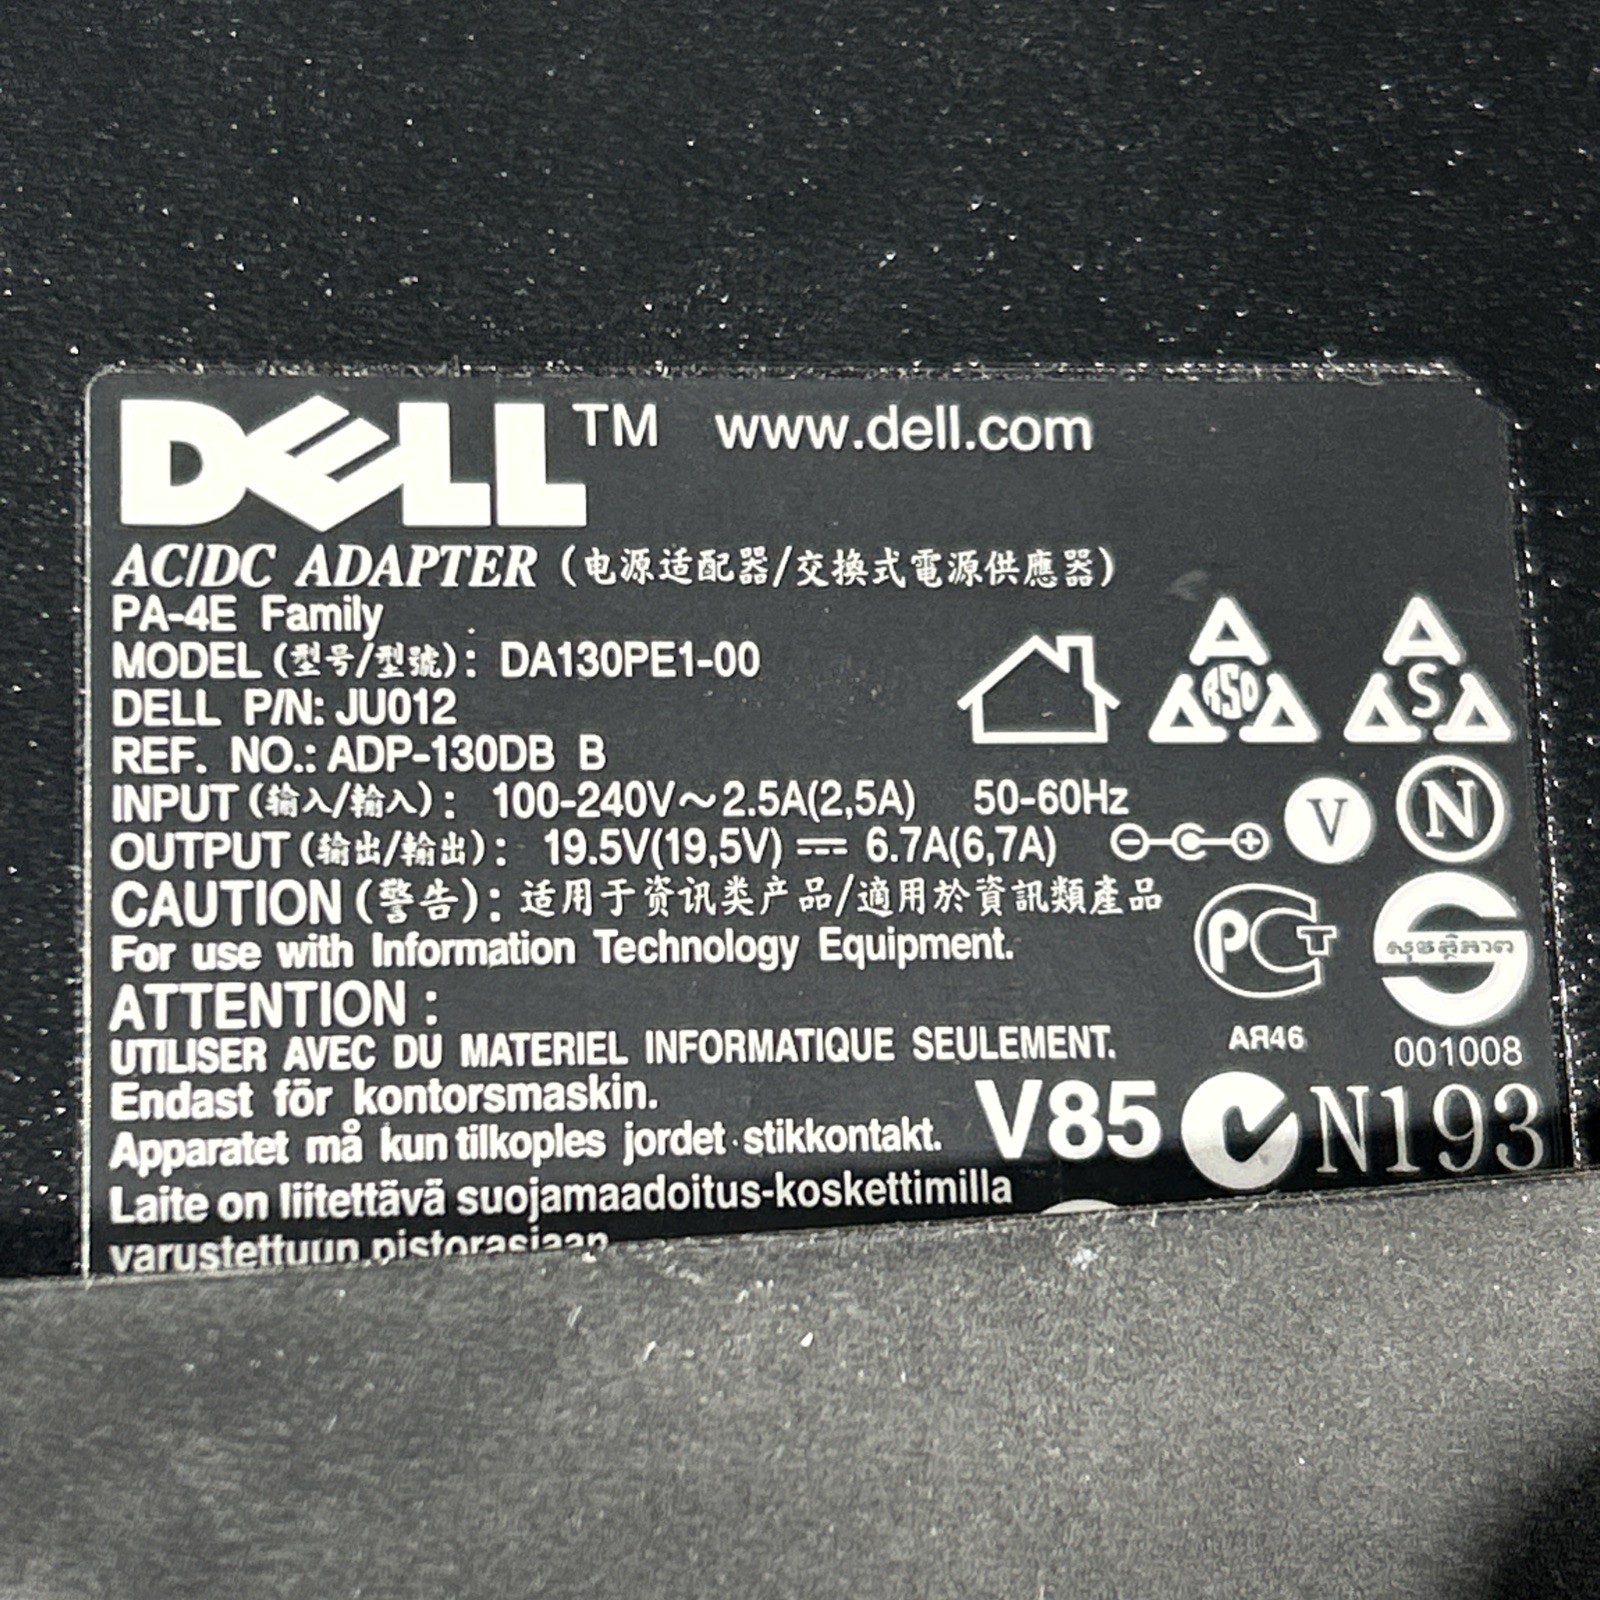 DELL™ www.dell.com
AC/DC ADAPTER (电源适配器/交換式電源供應器)
PA-4E Family
MODEL (型号/型號): DA130PE1-00
DELL P/N: JU012
REF. NO.: ADP-130DB B
INPUT (输入/輸入): 100-240V~2.5A(2,5A) 50-60Hz
OUTPUT (输出/輸出): 19.5V(19,5V) ⎓ 6.7A(6,7A)
CAUTION (警告): 适用于资讯类产品/適用於資訊類產品
For use with Information Technology Equipment.
ATTENTION :
UTILISER AVEC DU MATERIEL INFORMATIQUE SEULEMENT.
Endast för kontorsmaskin.
Apparatet må kun tilkoples jordet stikkontakt.
Laite on liitettävä suojamaadoitus-koskettimilla
varustettuun pistorasiaan
A RSD
A S
V N
PCT
AЯ46
001008
V85 N193